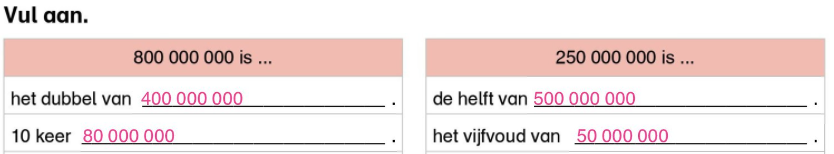 Vul aan.
800 000 000 is ...
het dubbel van 400 000 000 .
10 keer 80 000 000 .
250 000 000 is ...
de helft van 500 000 000 .
het vijfvoud van 50 000 000 .